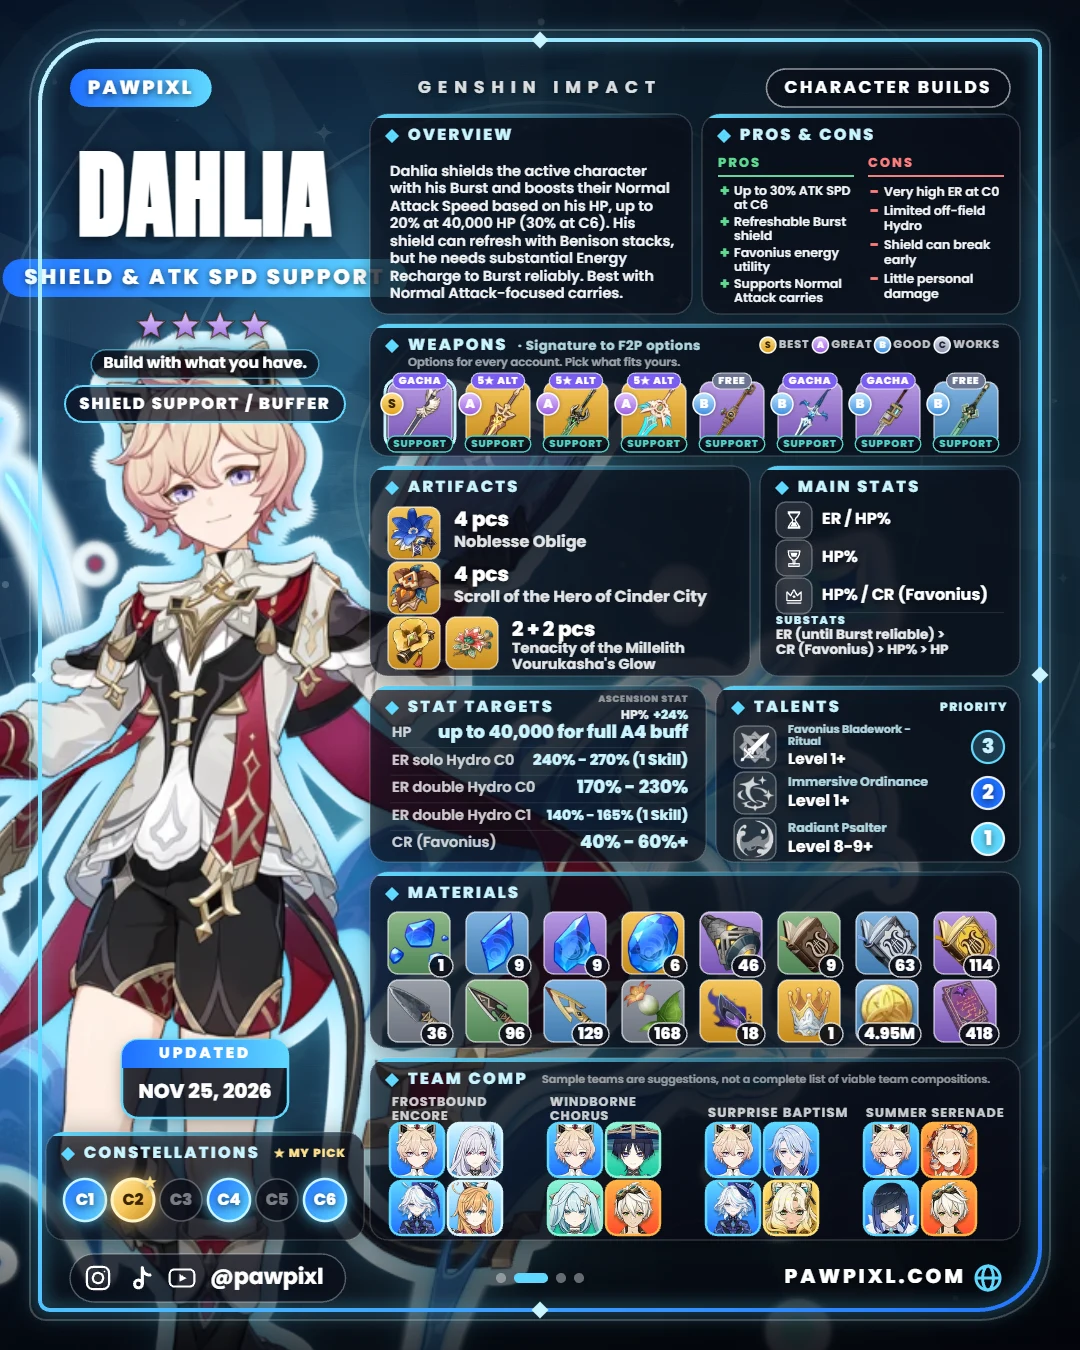 PAWPIXL
GENSHIN IMPACT
CHARACTER BUILDS
DAHLIA
SHIELD & ATK SPD SUPPORT
Build with what you have.
SHIELD SUPPORT / BUFFER
OVERVIEW
Dahlia shields the active character
with his Burst and boosts their Normal
Attack Speed based on his HP, up to
20% at 40,000 HP (30% at C6). His
shield can refresh with Benison stacks,
but he needs substantial Energy
Recharge to Burst reliably. Best with
Normal Attack-focused carries.
PROS & CONS
PROS
Up to 30% ATK SPD
at C6
Refreshable Burst
shield
Favonius energy
utility
Supports Normal
Attack carries
CONS
Very high ER at C0
Limited off-field
Hydro
Shield can break
early
Little personal
damage
WEAPONS · Signature to F2P options
S BEST A GREAT B GOOD C WORKS
Options for every account. Pick what fits yours.
GACHA 5★ ALT 5★ ALT 5★ ALT FREE GACHA GACHA FREE
S A A A B B B B
SUPPORT SUPPORT SUPPORT SUPPORT SUPPORT SUPPORT SUPPORT SUPPORT
ARTIFACTS
4 pcs
Noblesse Oblige
4 pcs
Scroll of the Hero of Cinder City
2 + 2 pcs
Tenacity of the Millelith
Vourukasha's Glow
MAIN STATS
ER / HP%
HP%
HP% / CR (Favonius)
SUBSTATS
ER (until Burst reliable) >
CR (Favonius) > HP% > HP
STAT TARGETS
ASCENSION STAT
HP% +24%
HP up to 40,000 for full A4 buff
ER solo Hydro C0 240% - 270% (1 Skill)
ER double Hydro C0 170% - 230%
ER double Hydro C1 140% - 165% (1 Skill)
CR (Favonius) 40% - 60%+
TALENTS
PRIORITY
Favonius Bladework -
Ritual
Level 1+
3
Immersive Ordinance
Level 1+
2
Radiant Psalter
Level 8-9+
1
MATERIALS
1 9 9 6 46 9 63 114
36 96 129 168 18 1 4.95M 418
UPDATED
NOV 25, 2026
CONSTELLATIONS ★ MY PICK
C1 C2 C3 C4 C5 C6
TEAM COMP Sample teams are suggestions, not a complete list of viable team compositions.
FROSTBOUND
ENCORE
WINDBORNE
CHORUS
SURPRISE BAPTISM
SUMMER SERENADE
@pawpixl
PAWPIXL.COM